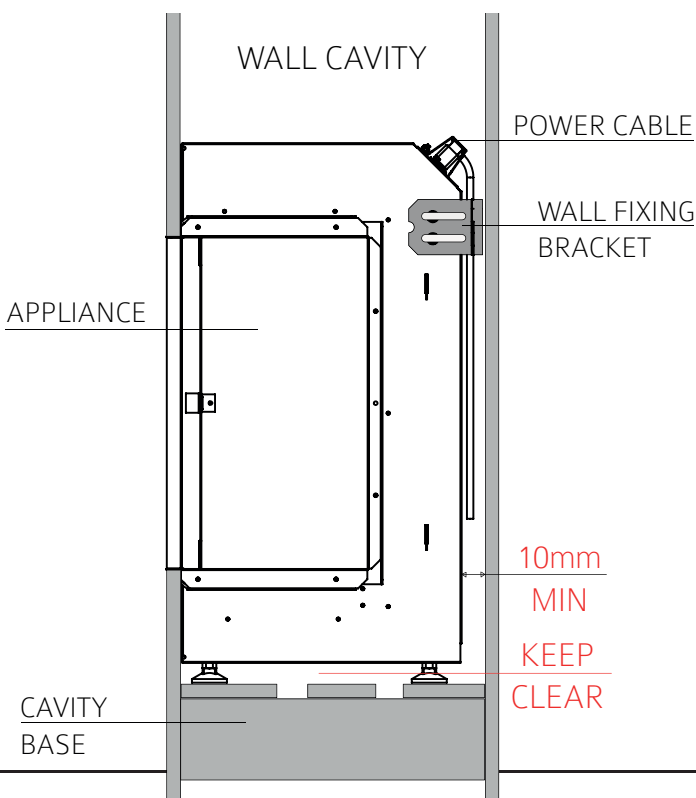 WALL CAVITY
POWER CABLE
WALL FIXING
BRACKET
APPLIANCE
10mm
MIN
KEEP
CLEAR
CAVITY
BASE